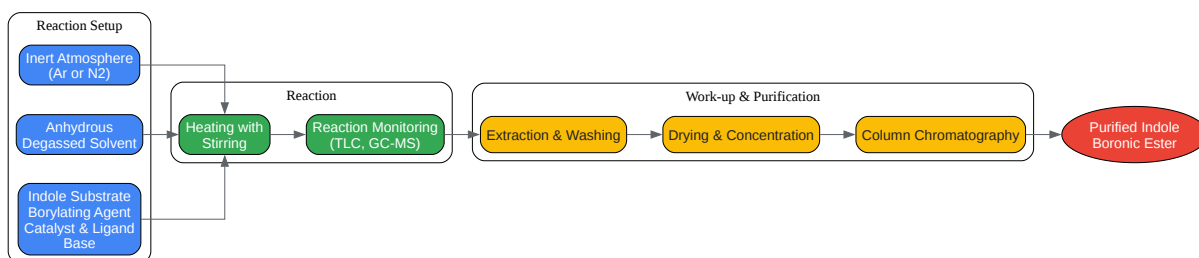 Reaction Setup
Inert Atmosphere
(Ar or N2)
Anhydrous
Degassed Solvent
Indole Substrate
Borylating Agent
Catalyst & Ligand
Base
Reaction
Heating with
Stirring
Reaction Monitoring
(TLC, GC-MS)
Work-up & Purification
Extraction & Washing
Drying & Concentration
Column Chromatography
Purified Indole
Boronic Ester